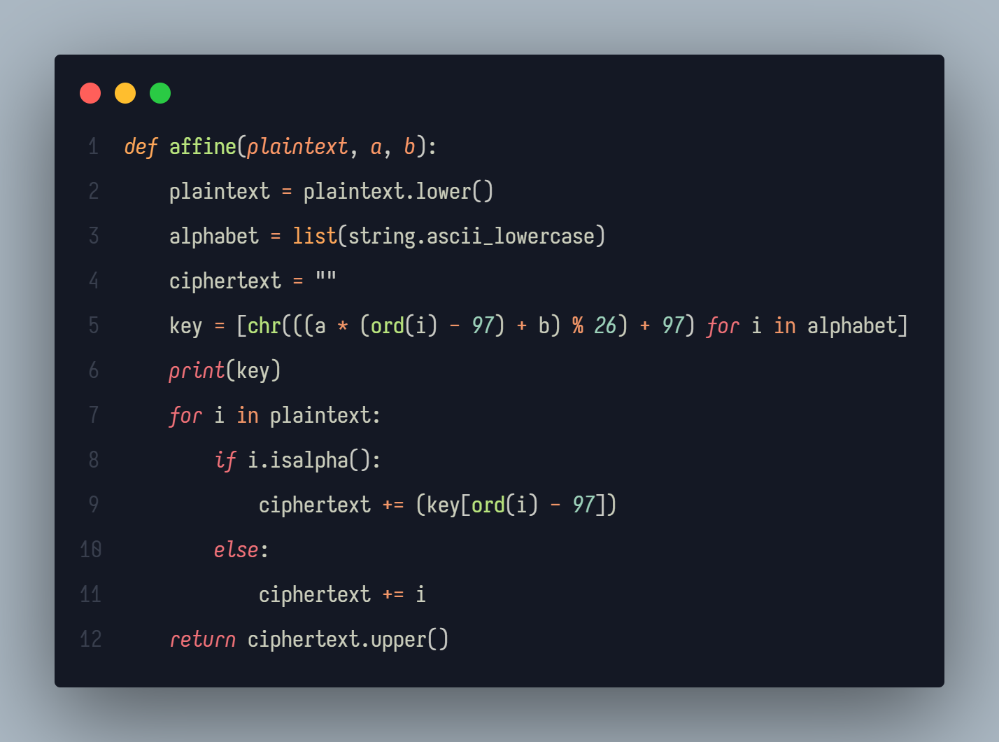 1 def affine(plaintext, a, b):
2     plaintext = plaintext.lower()
3     alphabet = list(string.ascii_lowercase)
4     ciphertext = ""
5     key = [chr(((a * (ord(i) - 97) + b) % 26) + 97) for i in alphabet]
6     print(key)
7     for i in plaintext:
8         if i.isalpha():
9             ciphertext += (key[ord(i) - 97])
10         else:
11             ciphertext += i
12     return ciphertext.upper()